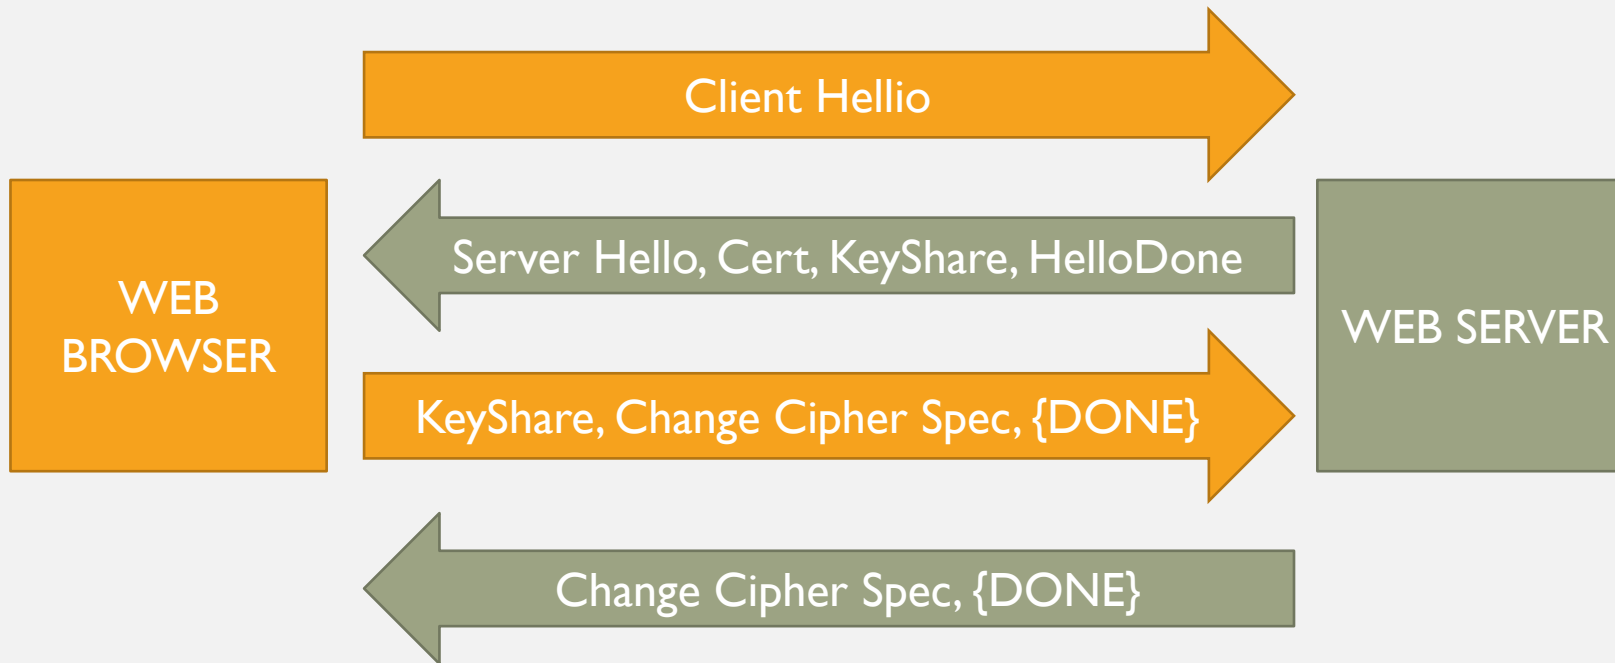 Client Hellio
Server Hello, Cert, KeyShare, HelloDone
WEB
BROWSER
WEB SERVER
KeyShare, Change Cipher Spec, {DONE}
Change Cipher Spec, {DONE}